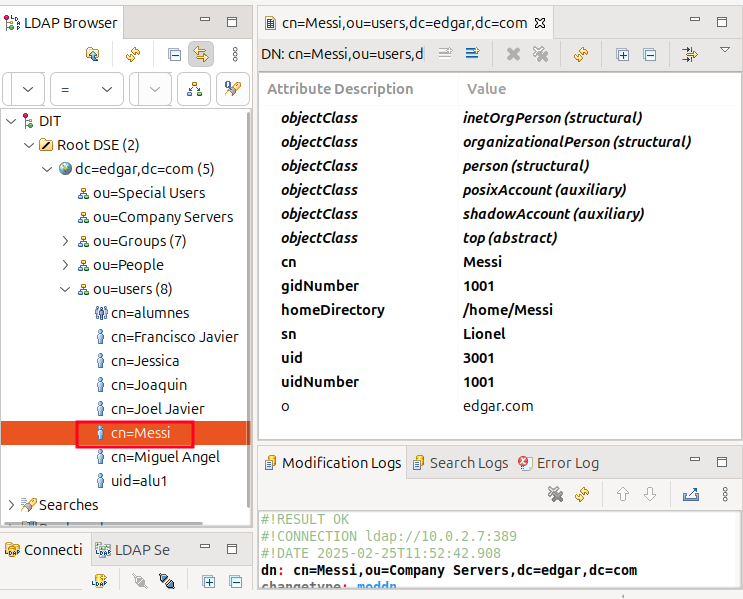 LDAP Browser
=
DIT
Root DSE (2)
dc=edgar,dc=com (5)
ou=Special Users
ou=Company Servers
ou=Groups (7)
ou=People
ou=users (8)
cn=alumnes
cn=Francisco Javier
cn=Jessica
cn=Joaquin
cn=Joel Javier
cn=Messi
cn=Miguel Angel
uid=alu1
Searches
Connecti
LDAP Se
cn=Messi,ou=users,dc=edgar,dc=com
DN: cn=Messi,ou=users,d
Attribute Description Value
objectClass inetOrgPerson (structural)
objectClass organizationalPerson (structural)
objectClass person (structural)
objectClass posixAccount (auxiliary)
objectClass shadowAccount (auxiliary)
objectClass top (abstract)
cn Messi
gidNumber 1001
homeDirectory /home/Messi
sn Lionel
uid 3001
uidNumber 1001
o edgar.com
Modification Logs Search Logs Error Log
#!RESULT OK
#!CONNECTION ldap://10.0.2.7:389
#!DATE 2025-02-25T11:52:42.908
dn: cn=Messi,ou=Company Servers,dc=edgar,dc=com
changetype: moddn